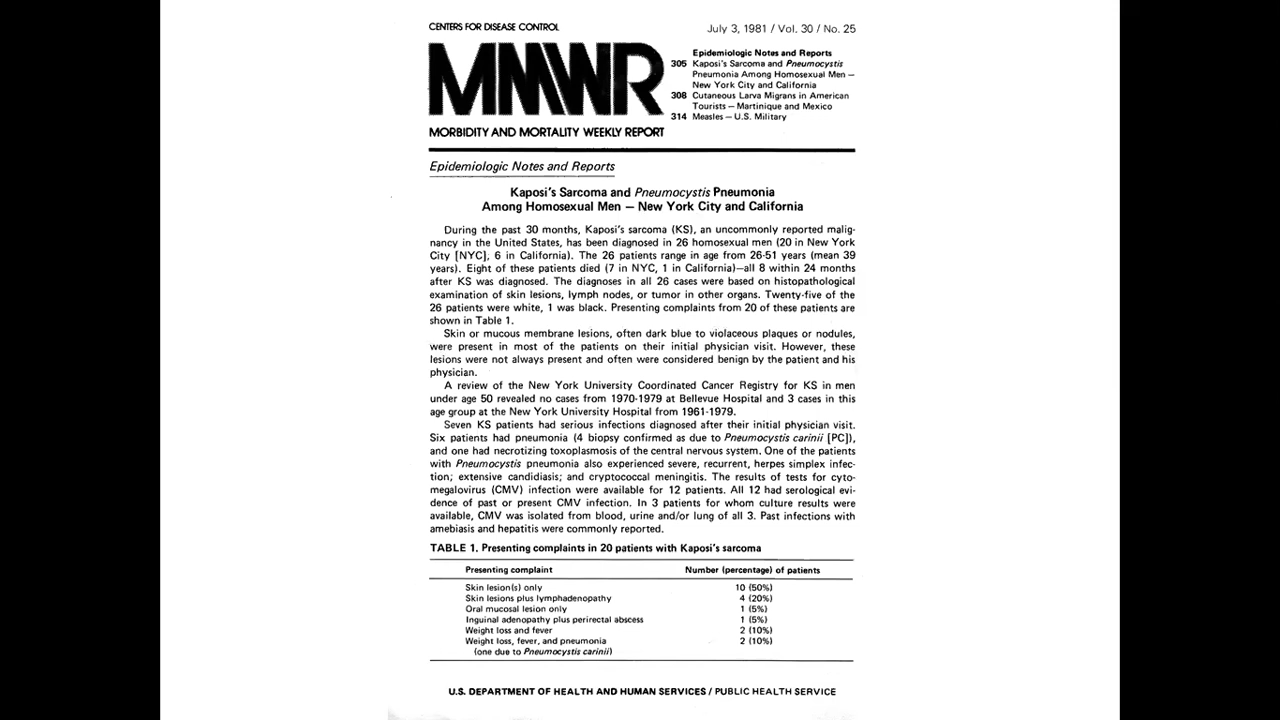 CENTERS FOR DISEASE CONTROL
July 3, 1981 / Vol. 30 / No. 25
MMWR
MORBIDITY AND MORTALITY WEEKLY REPORT
Epidemiologic Notes and Reports
305 Kaposi's Sarcoma and Pneumocystis
Pneumonia Among Homosexual Men –
New York City and California
308 Cutaneous Larva Migrans in American
Tourists – Martinique and Mexico
314 Measles – U.S. Military
Epidemiologic Notes and Reports
Kaposi's Sarcoma and Pneumocystis Pneumonia
Among Homosexual Men – New York City and California
During the past 30 months, Kaposi's sarcoma (KS), an uncommonly reported malig-
nancy in the United States, has been diagnosed in 26 homosexual men (20 in New York
City [NYC], 6 in California). The 26 patients range in age from 26-51 years (mean 39
years). Eight of these patients died (7 in NYC, 1 in California)–all 8 within 24 months
after KS was diagnosed. The diagnoses in all 26 cases were based on histopathological
examination of skin lesions, lymph nodes, or tumor in other organs. Twenty-five of the
26 patients were white, 1 was black. Presenting complaints from 20 of these patients are
shown in Table 1.
Skin or mucous membrane lesions, often dark blue to violaceous plaques or nodules,
were present in most of the patients on their initial physician visit. However, these
lesions were not always present and often were considered benign by the patient and his
physician.
A review of the New York University Coordinated Cancer Registry for KS in men
under age 50 revealed no cases from 1970-1979 at Bellevue Hospital and 3 cases in this
age group at the New York University Hospital from 1961-1979.
Seven KS patients had serious infections diagnosed after their initial physician visit.
Six patients had pneumonia (4 biopsy confirmed as due to Pneumocystis carinii [PC]),
and one had necrotizing toxoplasmosis of the central nervous system. One of the patients
with Pneumocystis pneumonia also experienced severe, recurrent, herpes simplex infec-
tion; extensive candidiasis; and cryptococcal meningitis. The results of tests for cyto-
megalovirus (CMV) infection were available for 12 patients. All 12 had serological evi-
dence of past or present CMV infection. In 3 patients for whom culture results were
available, CMV was isolated from blood, urine and/or lung of all 3. Past infections with
amebiasis and hepatitis were commonly reported.
TABLE 1. Presenting complaints in 20 patients with Kaposi's sarcoma
Presenting complaint Number (percentage) of patients
Skin lesion(s) only 10 (50%)
Skin lesions plus lymphadenopathy 4 (20%)
Oral mucosal lesion only 1 (5%)
Inguinal adenopathy plus perirectal abscess 1 (5%)
Weight loss and fever 2 (10%)
Weight loss, fever, and pneumonia 2 (10%)
(one due to Pneumocystis carinii)
U.S. DEPARTMENT OF HEALTH AND HUMAN SERVICES / PUBLIC HEALTH SERVICE